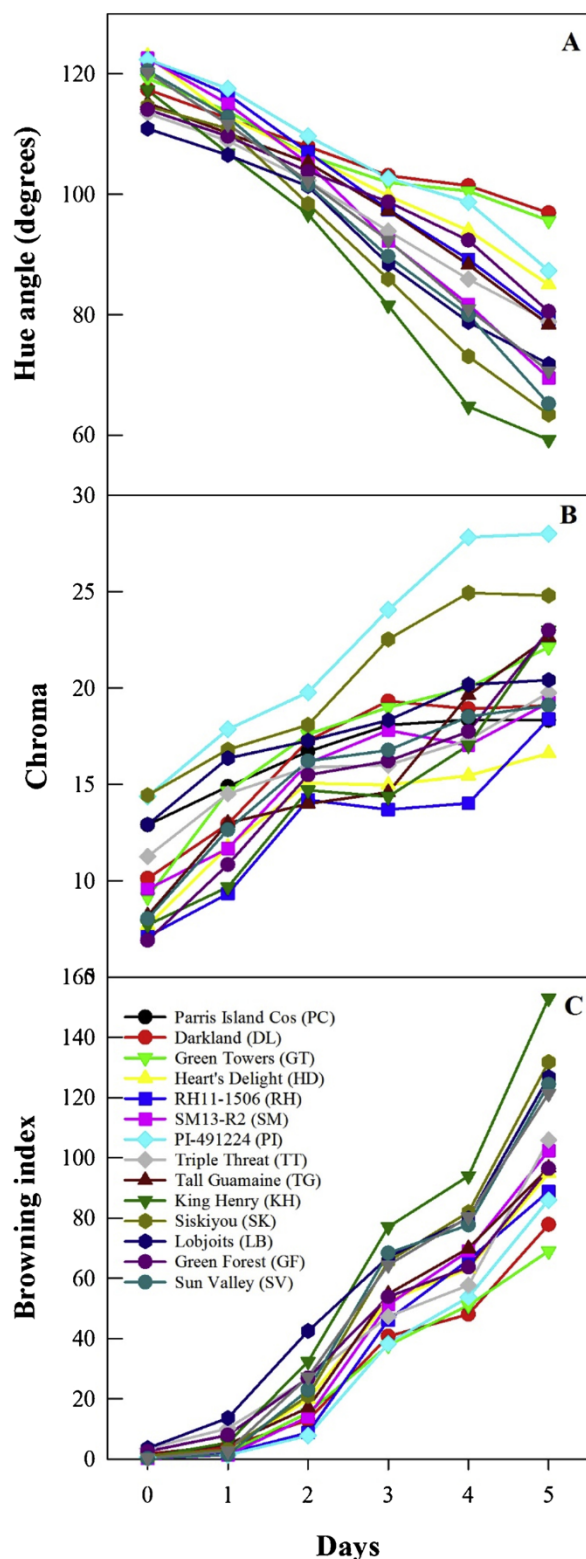 A
120
100
80
60
Hue angle (degrees)
B
30
25
20
15
10
Chroma
C
160
140
120
100
80
60
40
20
0
Browning index
Parris Island Cos (PC)
Darkland (DL)
Green Towers (GT)
Heart's Delight (HD)
RH11-1506 (RH)
SM13-R2 (SM)
PI-491224 (PI)
Triple Threat (TT)
Tall Guamaine (TG)
King Henry (KH)
Siskiyou (SK)
Lobjoits (LB)
Green Forest (GF)
Sun Valley (SV)
0 1 2 3 4 5
Days